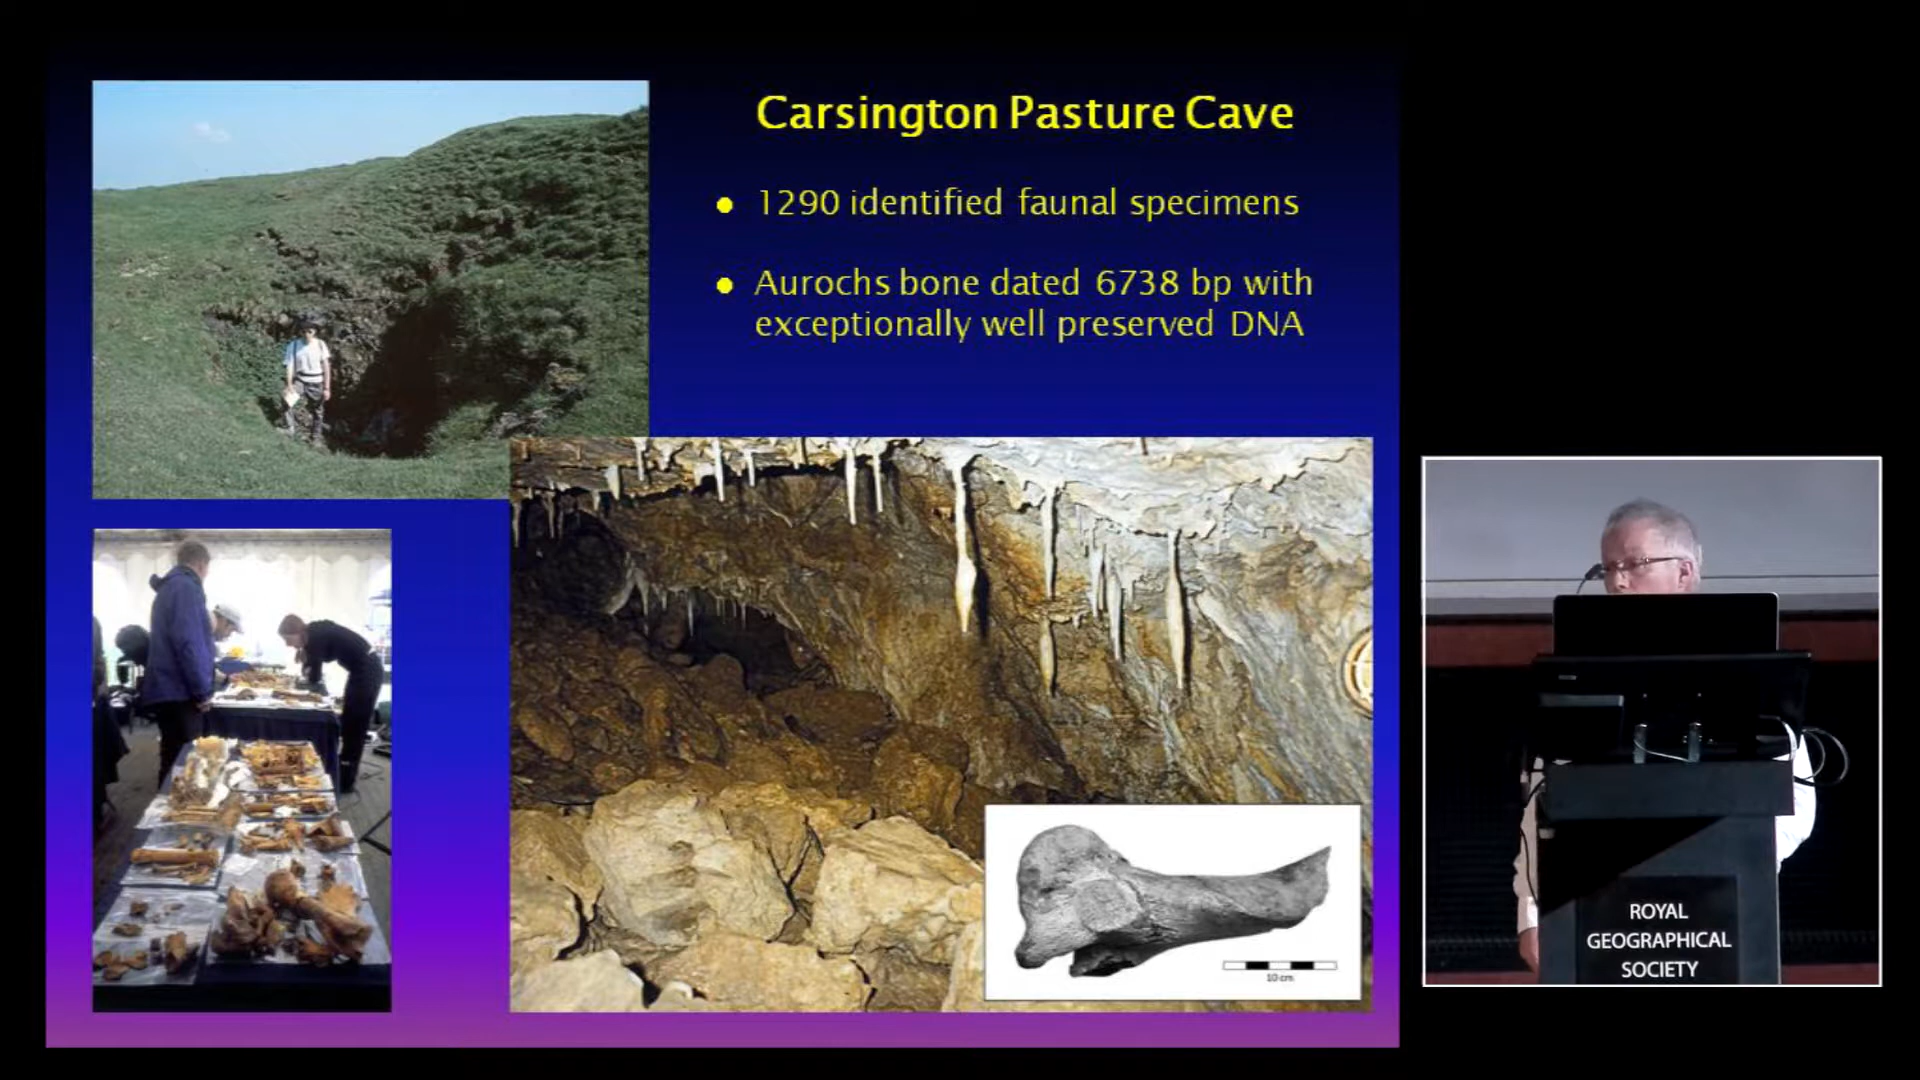 Carsington Pasture Cave
1290 identified faunal specimens
Aurochs bone dated 6738 bp with
exceptionally well preserved DNA
10 cm
ROYAL
GEOGRAPHICAL
SOCIETY